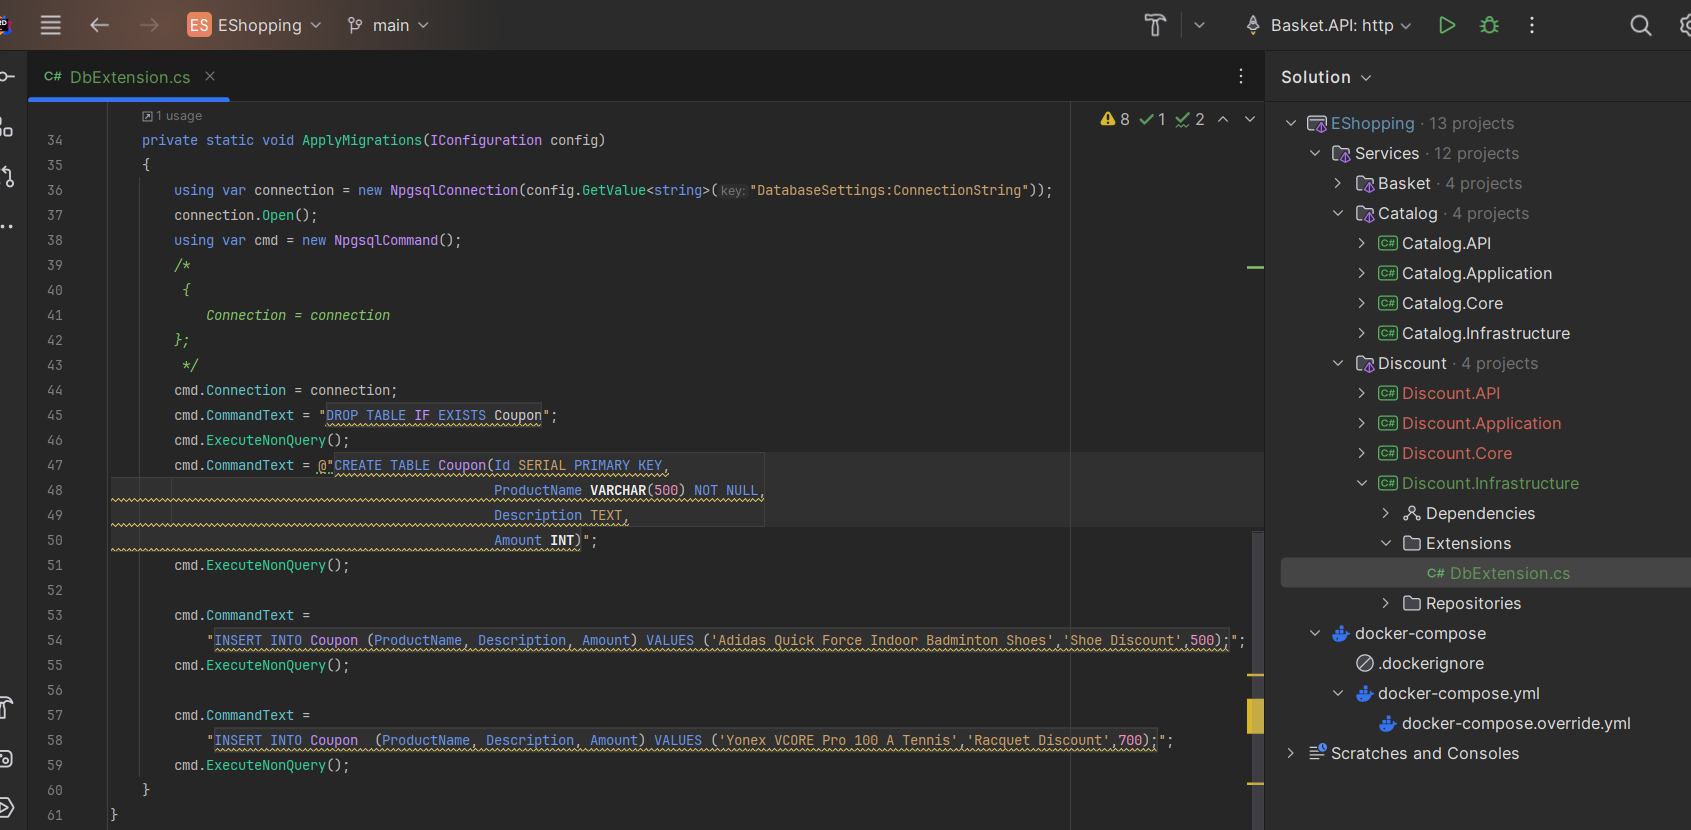 ES EShopping main Basket.API: http
C# DbExtension.cs Solution
1 usage
8 1 2
34 private static void ApplyMigrations(IConfiguration config)
35 {
36 using var connection = new NpgsqlConnection(config.GetValue<string>( key: "DatabaseSettings:ConnectionString"));
37 connection.Open();
38 using var cmd = new NpgsqlCommand();
39 /*
40 {
41 Connection = connection
42 };
43 */
44 cmd.Connection = connection;
45 cmd.CommandText = "DROP TABLE IF EXISTS Coupon";
46 cmd.ExecuteNonQuery();
47 cmd.CommandText = @"CREATE TABLE Coupon(Id SERIAL PRIMARY KEY,
48 ProductName VARCHAR(500) NOT NULL,
49 Description TEXT,
50 Amount INT)";
51 cmd.ExecuteNonQuery();
52
53 cmd.CommandText =
54 "INSERT INTO Coupon (ProductName, Description, Amount) VALUES ('Adidas Quick Force Indoor Badminton Shoes','Shoe Discount',500);";
55 cmd.ExecuteNonQuery();
56
57 cmd.CommandText =
58 "INSERT INTO Coupon  (ProductName, Description, Amount) VALUES ('Yonex VCORE Pro 100 A Tennis','Racquet Discount',700);";
59 cmd.ExecuteNonQuery();
60 }
61 }
EShopping · 13 projects
Services · 12 projects
Basket · 4 projects
Catalog · 4 projects
C# Catalog.API
C# Catalog.Application
C# Catalog.Core
C# Catalog.Infrastructure
Discount · 4 projects
C# Discount.API
C# Discount.Application
C# Discount.Core
C# Discount.Infrastructure
Dependencies
Extensions
C# DbExtension.cs
Repositories
docker-compose
.dockerignore
docker-compose.yml
docker-compose.override.yml
Scratches and Consoles